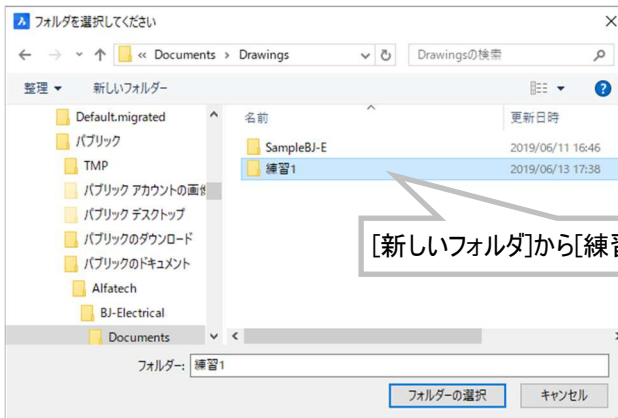 フォルダを選択してください
« Documents › Drawings Drawingsの検索
整理 新しいフォルダー
Default.migrated
パブリック
TMP
パブリック アカウントの画像
パブリック デスクトップ
パブリックのダウンロード
パブリックのドキュメント
Alfatech
BJ-Electrical
Documents
名前 更新日時
SampleBJ-E 2019/06/11 16:46
練習1 2019/06/13 17:38
[新しいフォルダ]から[練習
フォルダー: 練習1
フォルダーの選択 キャンセル